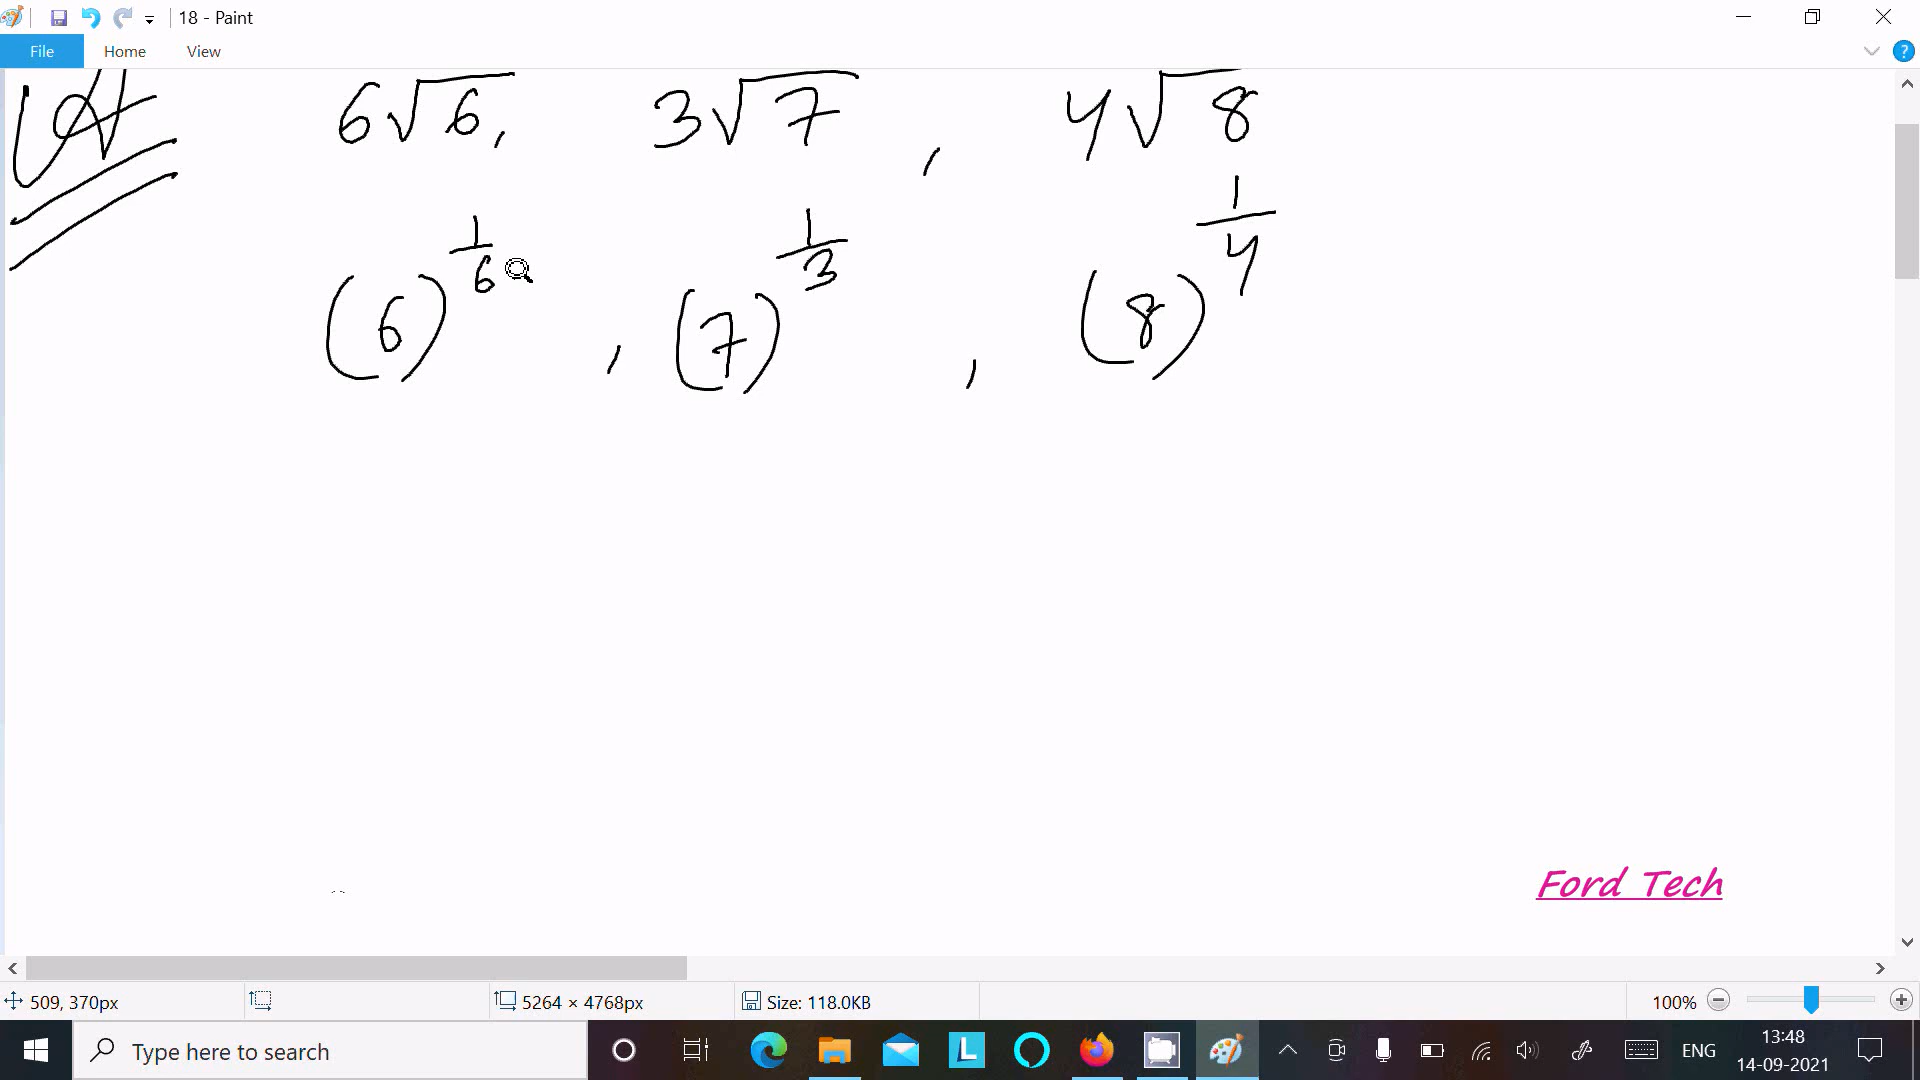 18 - Paint
File Home View
6√6, 3√7, 4√8
(6)^1/6, (7)^1/3, (8)^1/4
Ford Tech
509, 370px 5264 × 4768px Size: 118.0KB 100%
Type here to search L ENG 13:48
14-09-2021